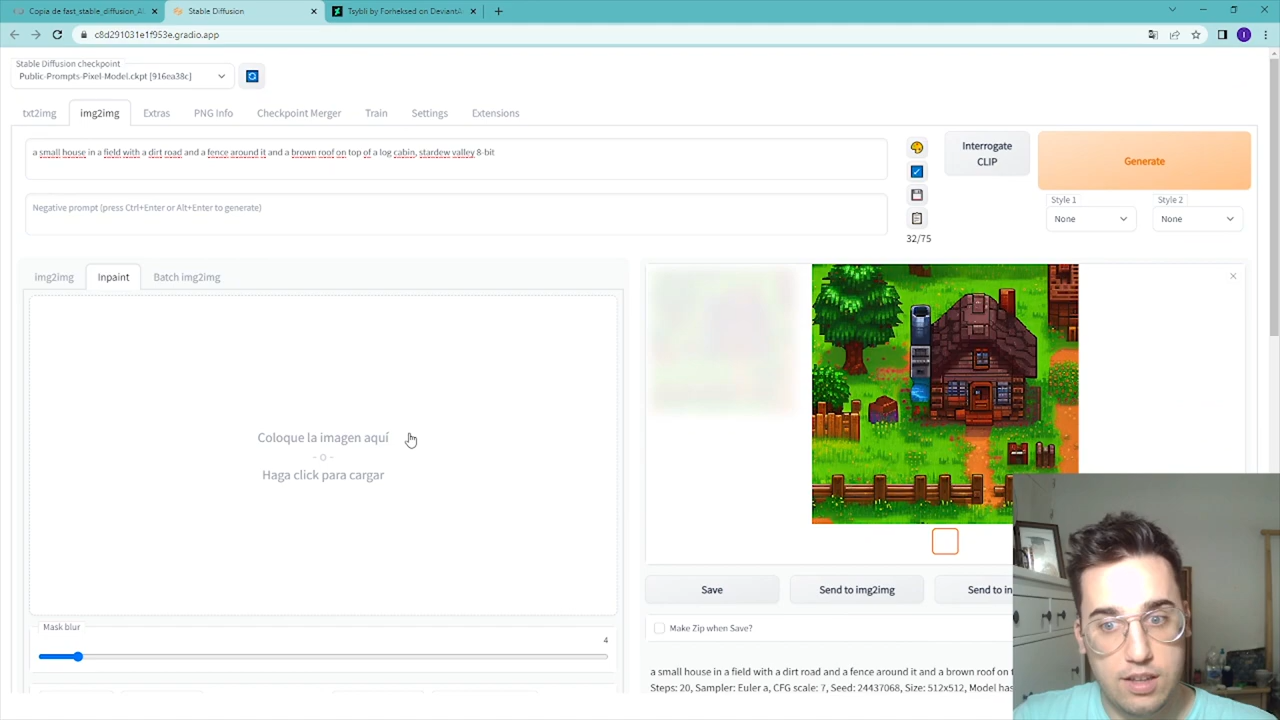 Copia de fast_stable_diffusion_AU
Stable Diffusion
Tsybli by Forheksed on DeviantA
c8d291031e1f953e.gradio.app
Stable Diffusion checkpoint
Public-Prompts-Pixel-Model.ckpt [916ea38c]
txt2img
img2img
Extras
PNG Info
Checkpoint Merger
Train
Settings
Extensions
a small house in a field with a dirt road and a fence around it and a brown roof on top of a log cabin, stardew valley 8-bit
Negative prompt (press Ctrl+Enter or Alt+Enter to generate)
32/75
Interrogate
CLIP
Generate
Style 1
None
Style 2
None
img2img
Inpaint
Batch img2img
Coloque la imagen aquí
- o -
Haga click para cargar
Mask blur
4
Save
Send to img2img
Send to in
Make Zip when Save?
a small house in a field with a dirt road and a fence around it and a brown roof on t
Steps: 20, Sampler: Euler a, CFG scale: 7, Seed: 24437068, Size: 512x512, Model has